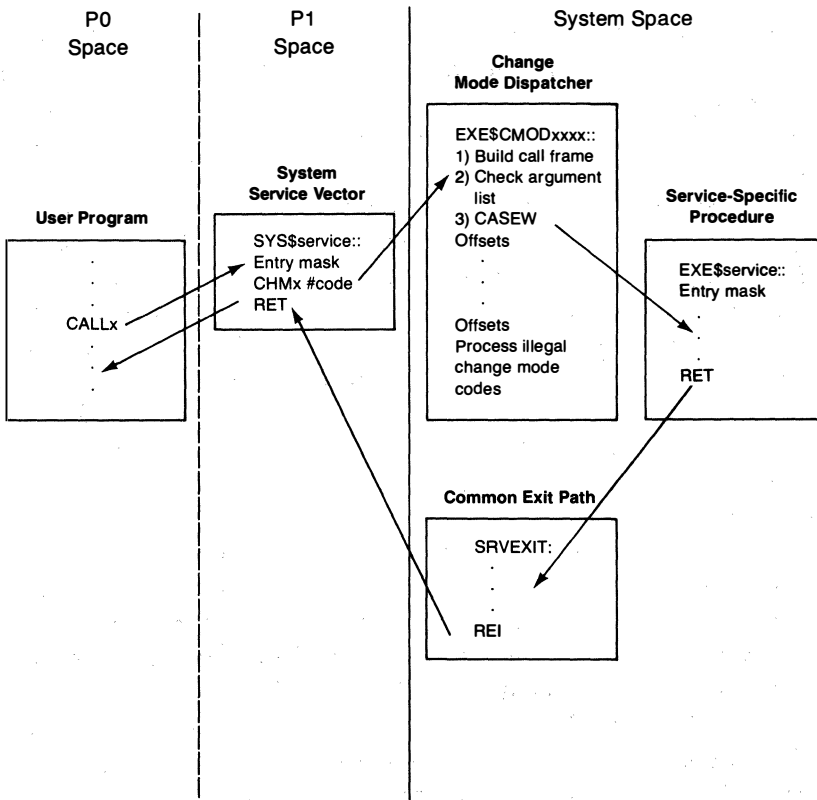 P0
Space
P1
Space
System Space
User Program
.
.
.
CALLx
.
.
.
System
Service Vector
SYS$service::
Entry mask
CHMx #code
RET
Change
Mode Dispatcher
EXE$CMODxxxx::
1) Build call frame
2) Check argument
list
3) CASEW
Offsets
.
.
.
Offsets
Process illegal
change mode
codes
Service-Specific
Procedure
EXE$service::
Entry mask
.
.
.
RET
Common Exit Path
SRVEXIT:
.
.
.
REI